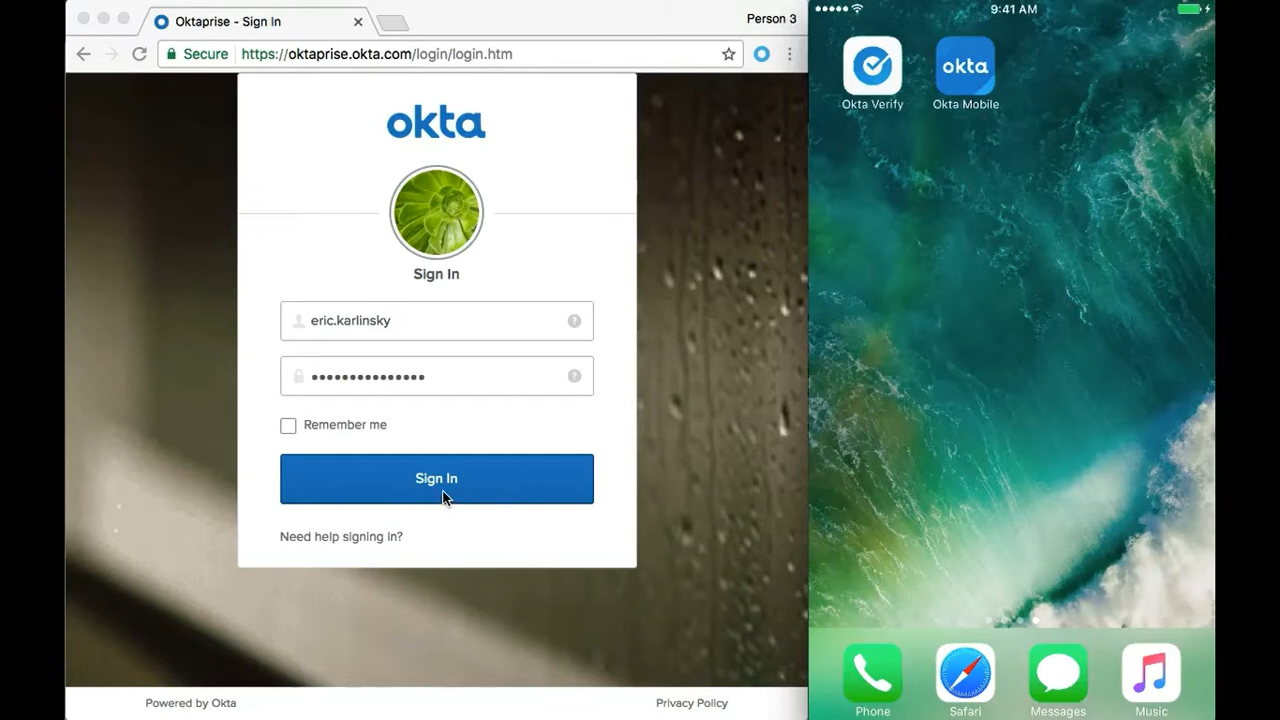 Oktaprise - Sign In
Person 3
Secure https://oktaprise.okta.com/login/login.htm
okta
Sign In
eric.karlinsky
Remember me
Sign In
Need help signing in?
Powered by Okta
Privacy Policy
9:41 AM
okta
Okta Verify
Okta Mobile
Phone
Safari
Messages
Music